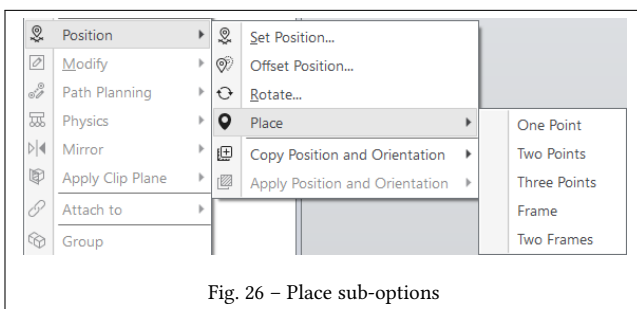 Position
Modify
Path Planning
Physics
Mirror
Apply Clip Plane
Attach to
Group
Set Position...
Offset Position...
Rotate...
Place
Copy Position and Orientation
Apply Position and Orientation
One Point
Two Points
Three Points
Frame
Two Frames
Fig. 26 – Place sub-options